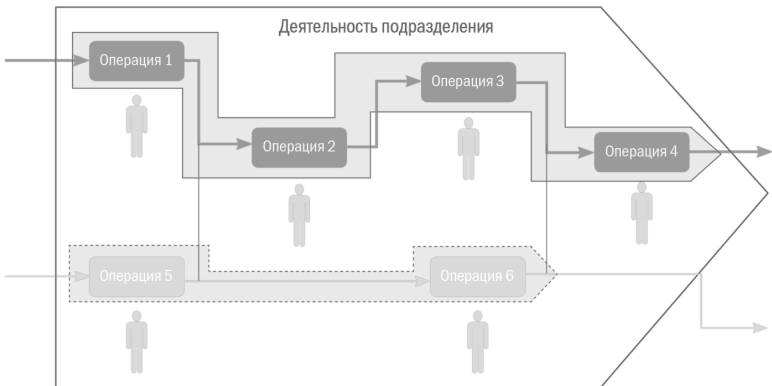 Деятельность подразделения
Операция 1
Операция 3
Операция 2
Операция 4
Операция 5
Операция 6